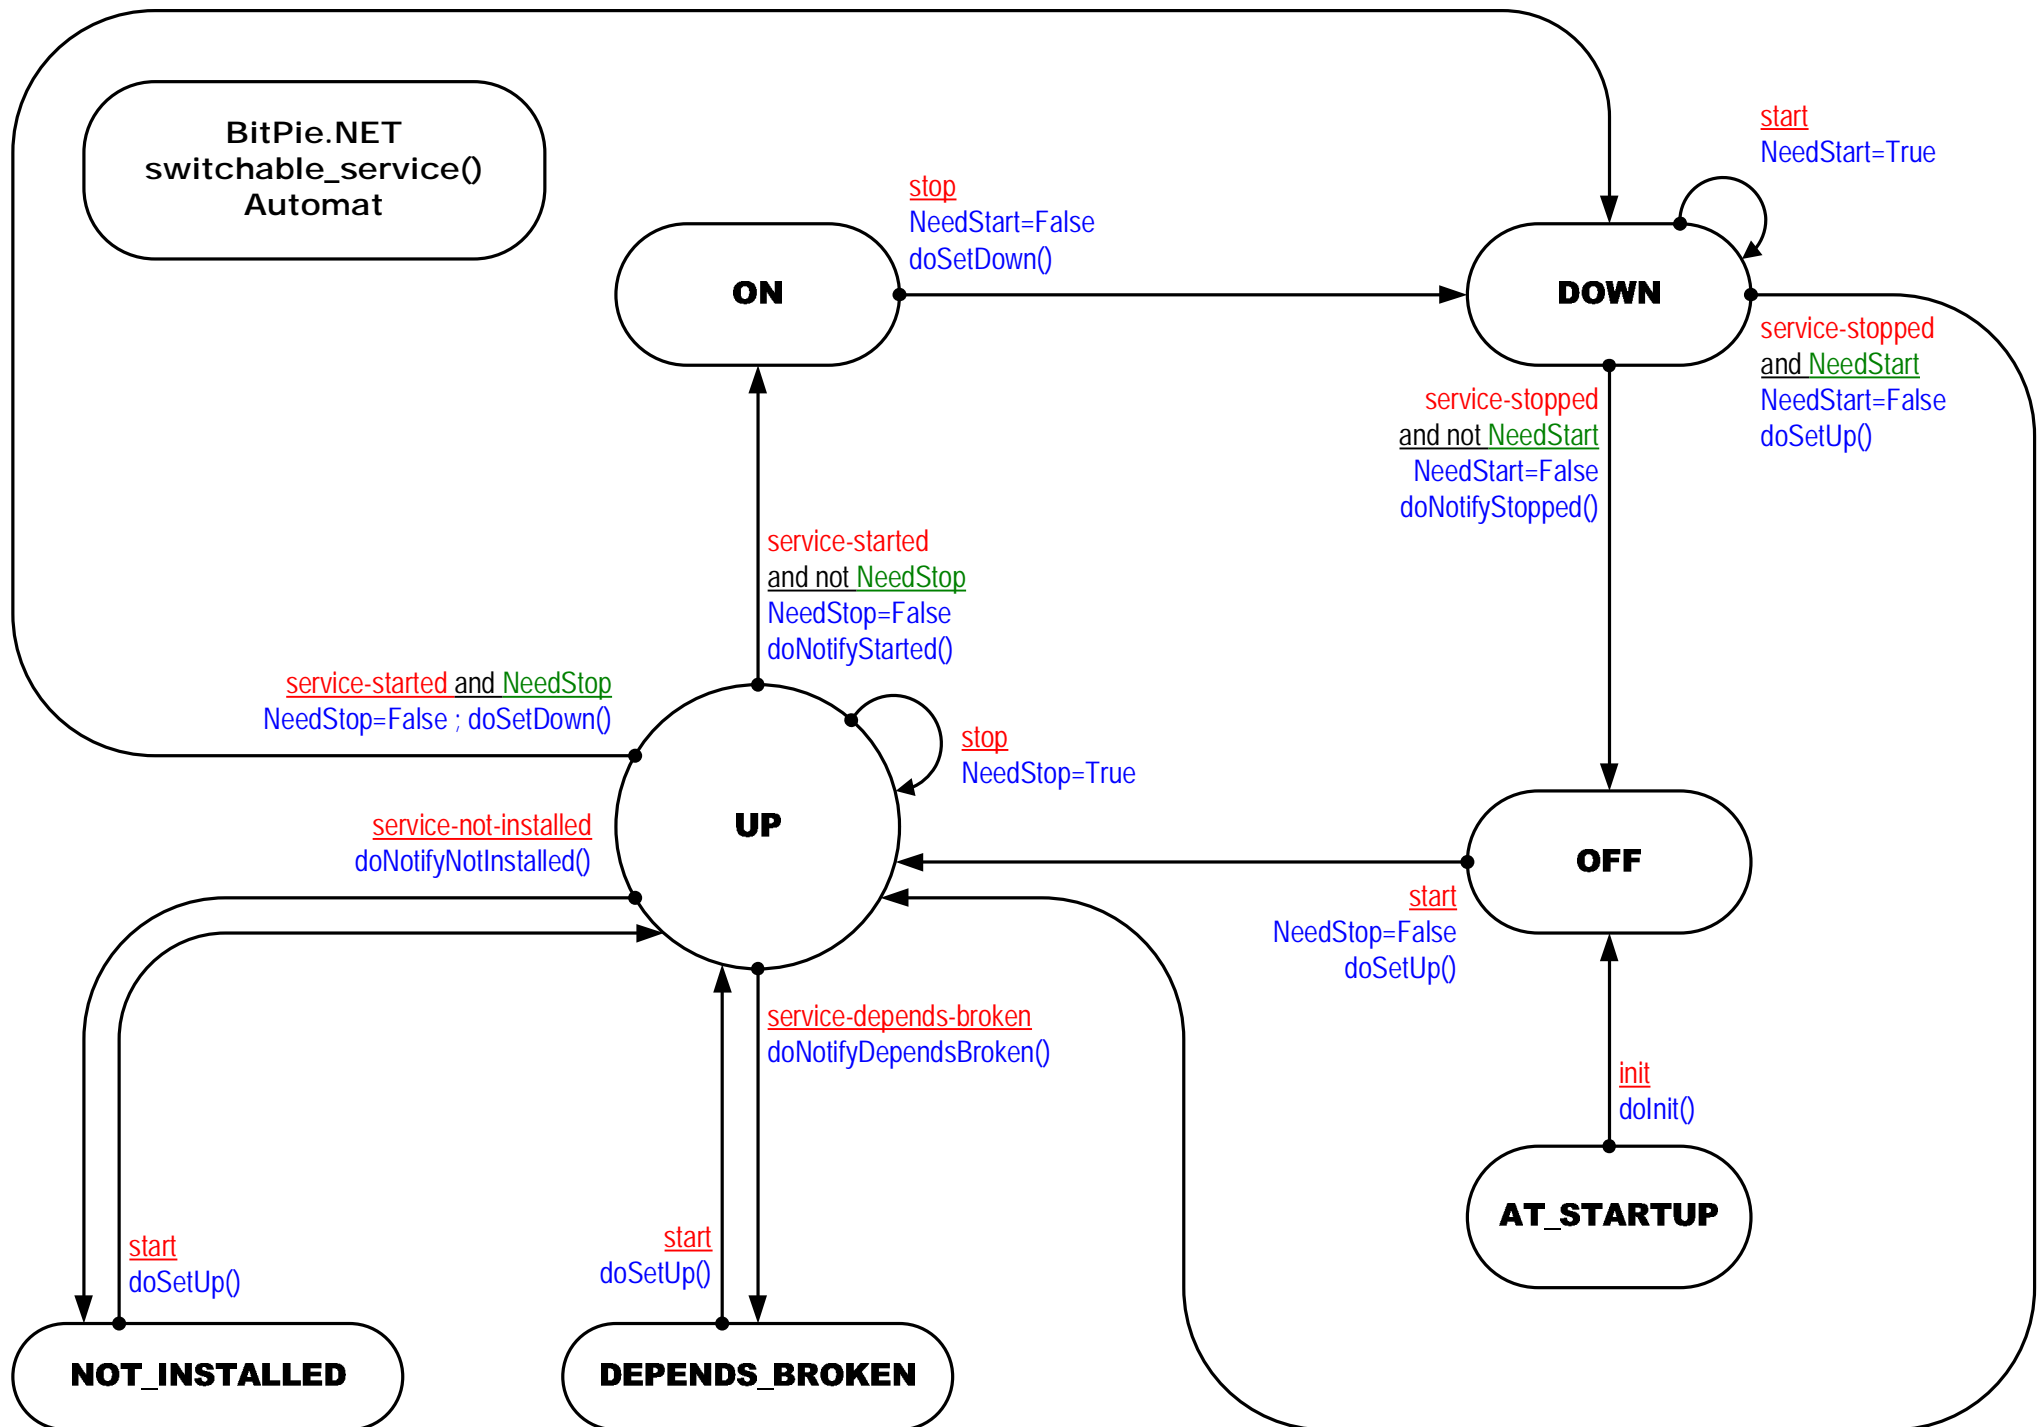 BitPie.NET
switchable_service()
Automat
start
NeedStart=True
stop
NeedStart=False
doSetDown()
ON
DOWN
service-stopped
and NeedStart
NeedStart=False
doSetUp()
service-stopped
and not NeedStart
NeedStart=False
doNotifyStopped()
service-started
and not NeedStop
NeedStop=False
doNotifyStarted()
service-started and NeedStop
NeedStop=False ; doSetDown()
stop
NeedStop=True
UP
service-not-installed
doNotifyNotInstalled()
OFF
start
NeedStop=False
doSetUp()
service-depends-broken
doNotifyDependsBroken()
init
doInit()
AT_STARTUP
start
doSetUp()
start
doSetUp()
NOT_INSTALLED
DEPENDS_BROKEN